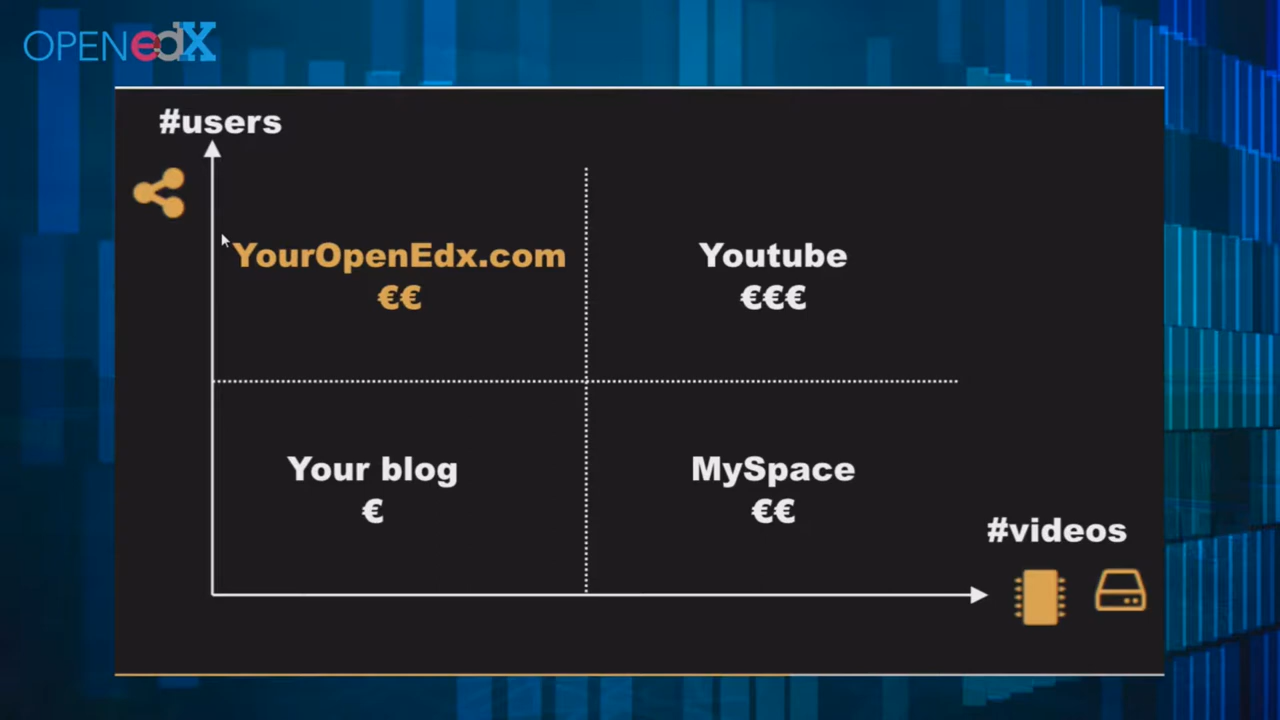 OPENedX
#users
YourOpenEdx.com
€€
Youtube
€€€
Your blog
€
MySpace
€€
#videos